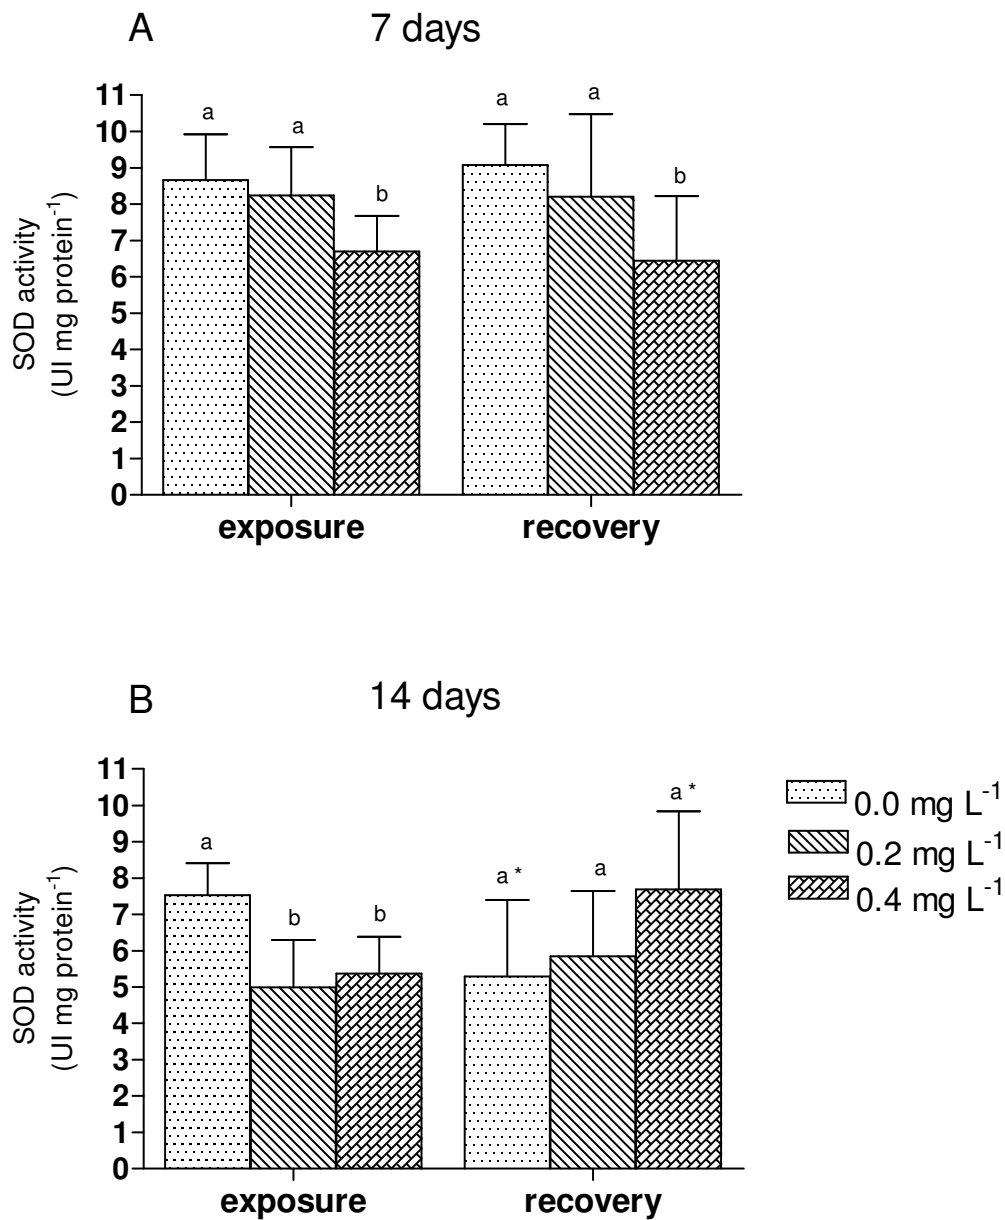 A 7 days
SOD activity
(UI mg protein⁻¹)
11
10
9
8
7
6
5
4
3
2
1
0
a
a
b
a
a
b
exposure recovery
B 14 days
SOD activity
(UI mg protein⁻¹)
11
10
9
8
7
6
5
4
3
2
1
0
a
b
b
a *
a
a *
exposure recovery
0.0 mg L⁻¹
0.2 mg L⁻¹
0.4 mg L⁻¹